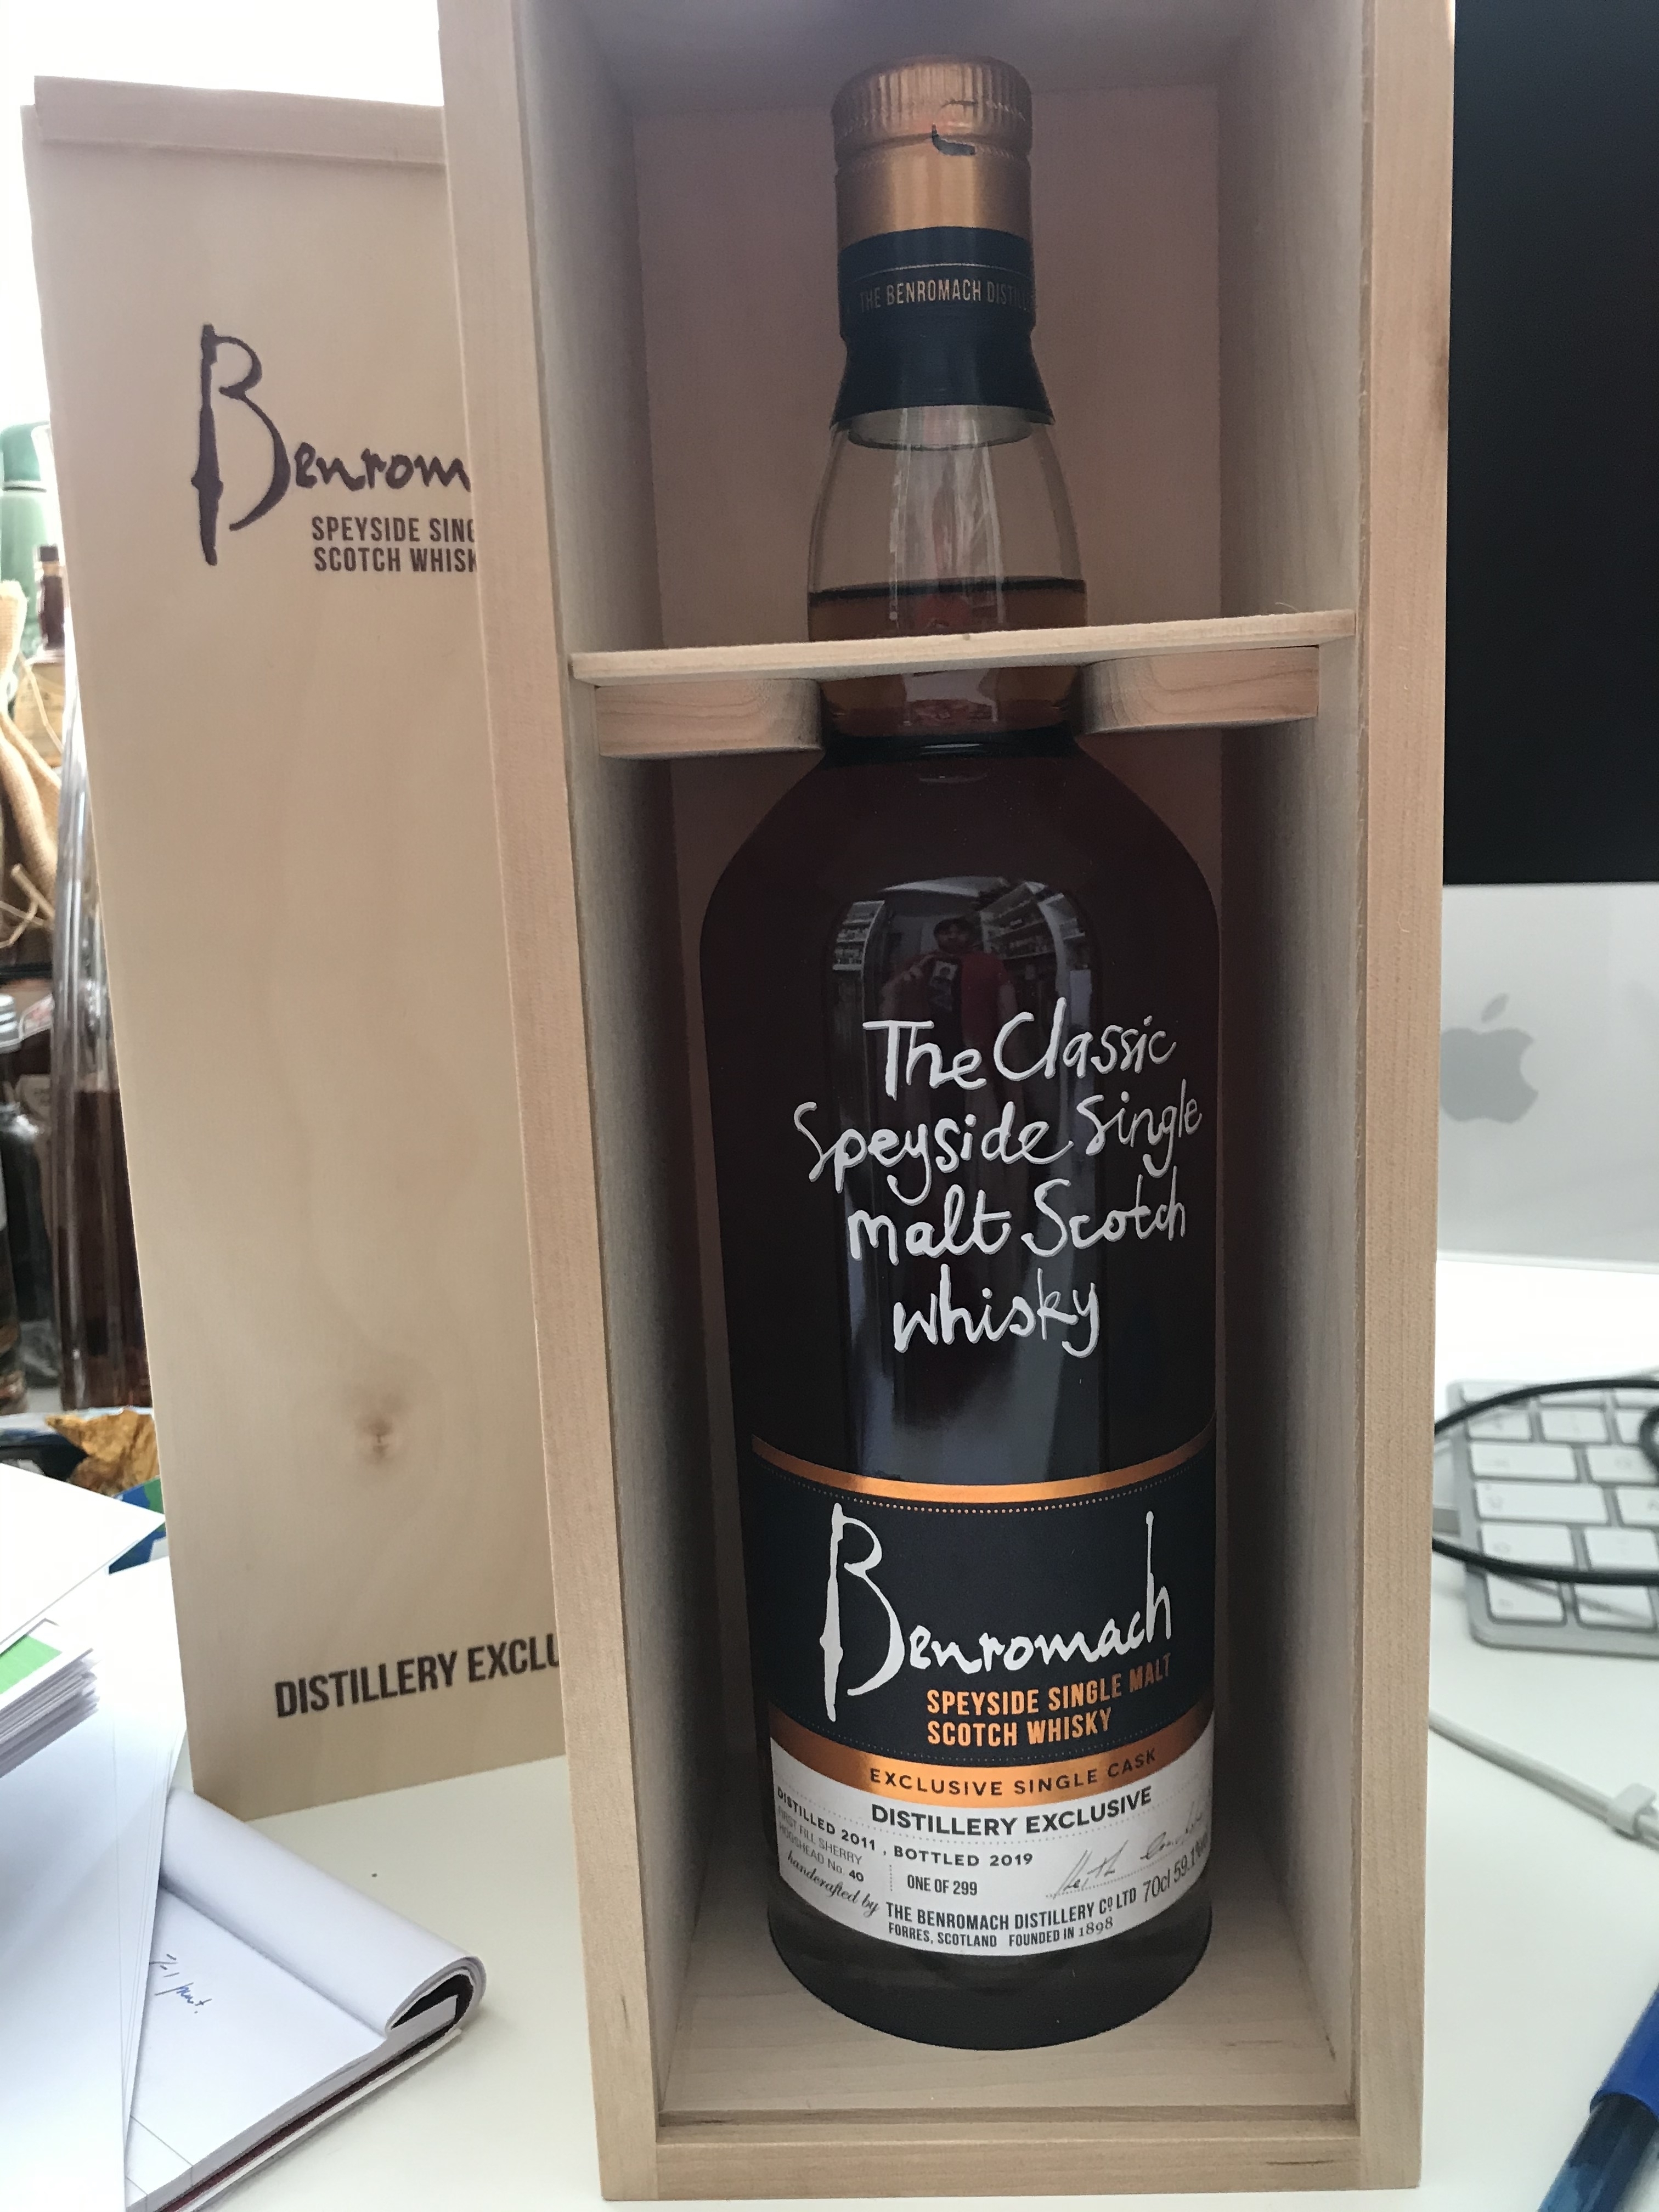 Benrom
SPEYSIDE SING
SCOTCH WHISK
DISTILLERY EXCLU
THE BENROMACH DISTILLE
The Classic
Speyside Single
Malt Scotch
whisky
Benromach
SPEYSIDE SINGLE MALT
SCOTCH WHISKY
EXCLUSIVE SINGLE CASK
DISTILLERY EXCLUSIVE
DISTILLED 2011, BOTTLED 2019
FIRST FILL SHERRY
HOGSHEAD No. 40
ONE OF 299
handcrafted by THE BENROMACH DISTILLERY Co LTD 70cl 59.1%
FORRES, SCOTLAND FOUNDED IN 1898